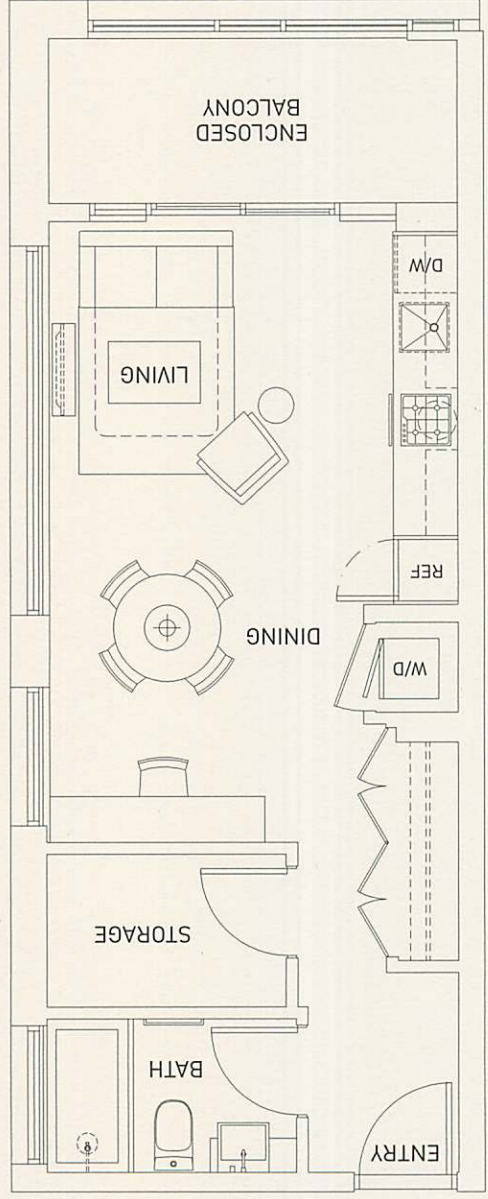 ENTRY
BATH
STORAGE
W/D
DINING
REF
LIVING
D/W
ENCLOSED
BALCONY